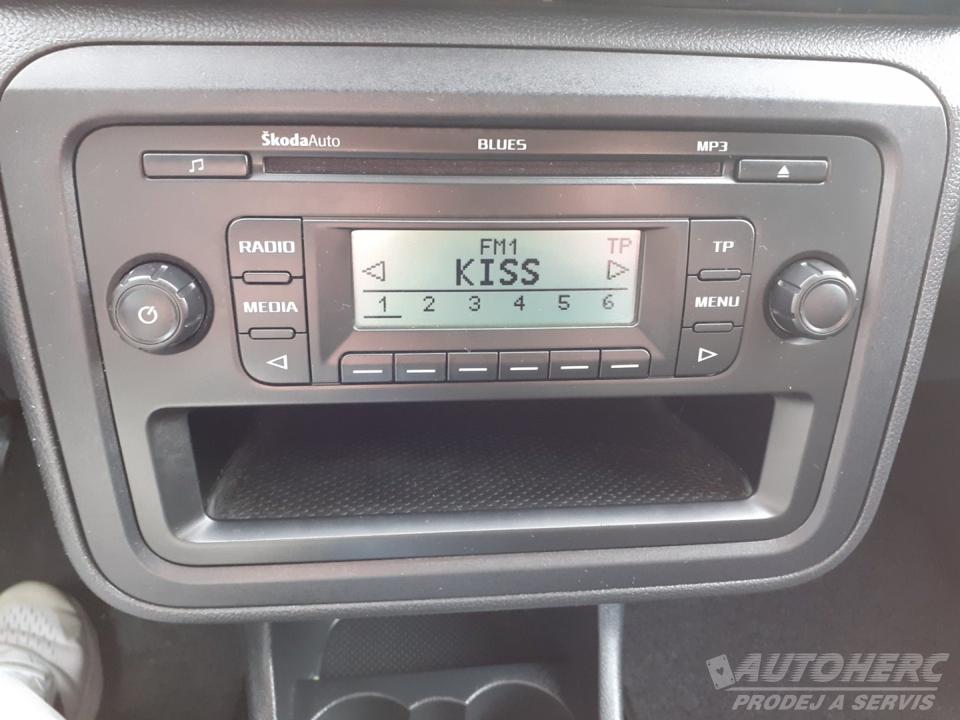 ŠkodaAuto BLUES MP3
RADIO FM1 TP TP
KISS
MEDIA 1 2 3 4 5 6 MENU
AUTOHERC
PRODEJ A SERVIS